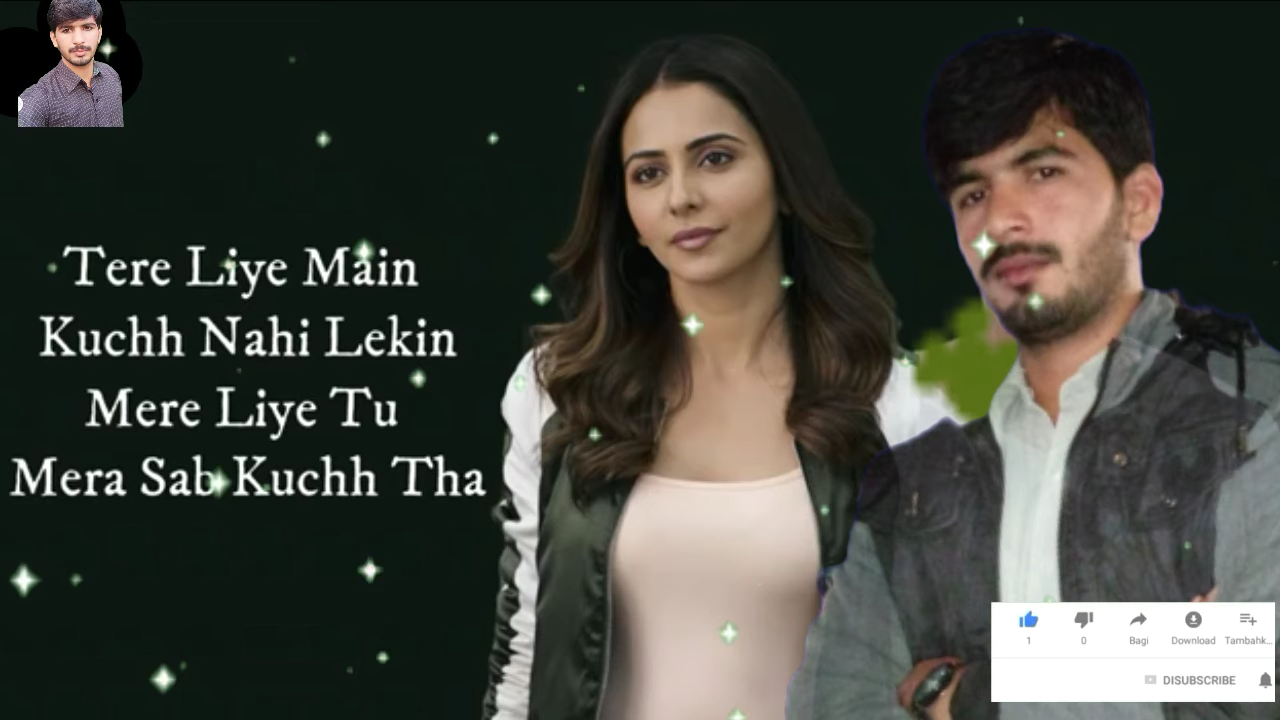 Tere Liye Main
Kuchh Nahi Lekin
Mere Liye Tu
Mera Sab Kuchh Tha
1 0 Bagi Download Tambahk...
DISUBSCRIBE